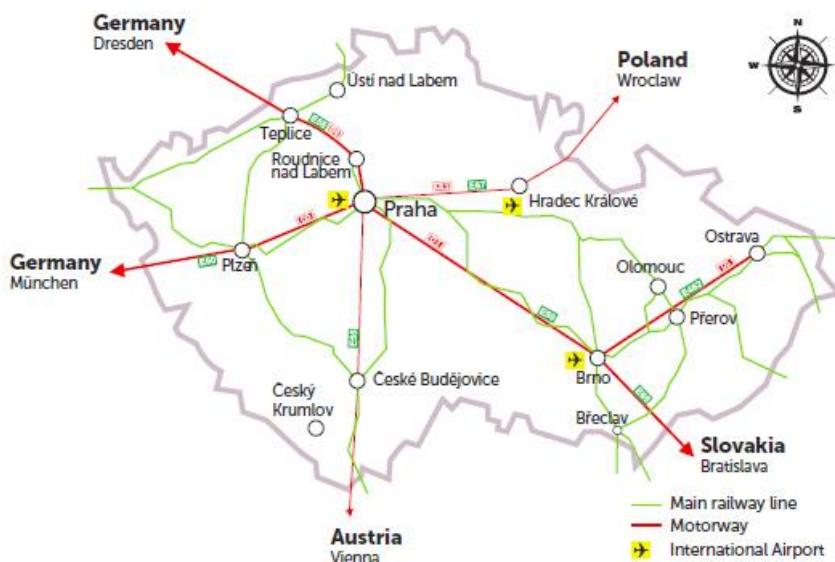 Germany
Dresden
Ústí nad Labem
Poland
Wroclaw
N
W
E
S
Teplice
Roudnice
nad Labem
E67
Hradec Králové
Praha
Ostrava
Germany
München
Plzeň
Olomouc
Přerov
Český
Krumlov
České Budějovice
Brno
Břeclav
Slovakia
Bratislava
Austria
Vienna
Main railway line
Motorway
International Airport